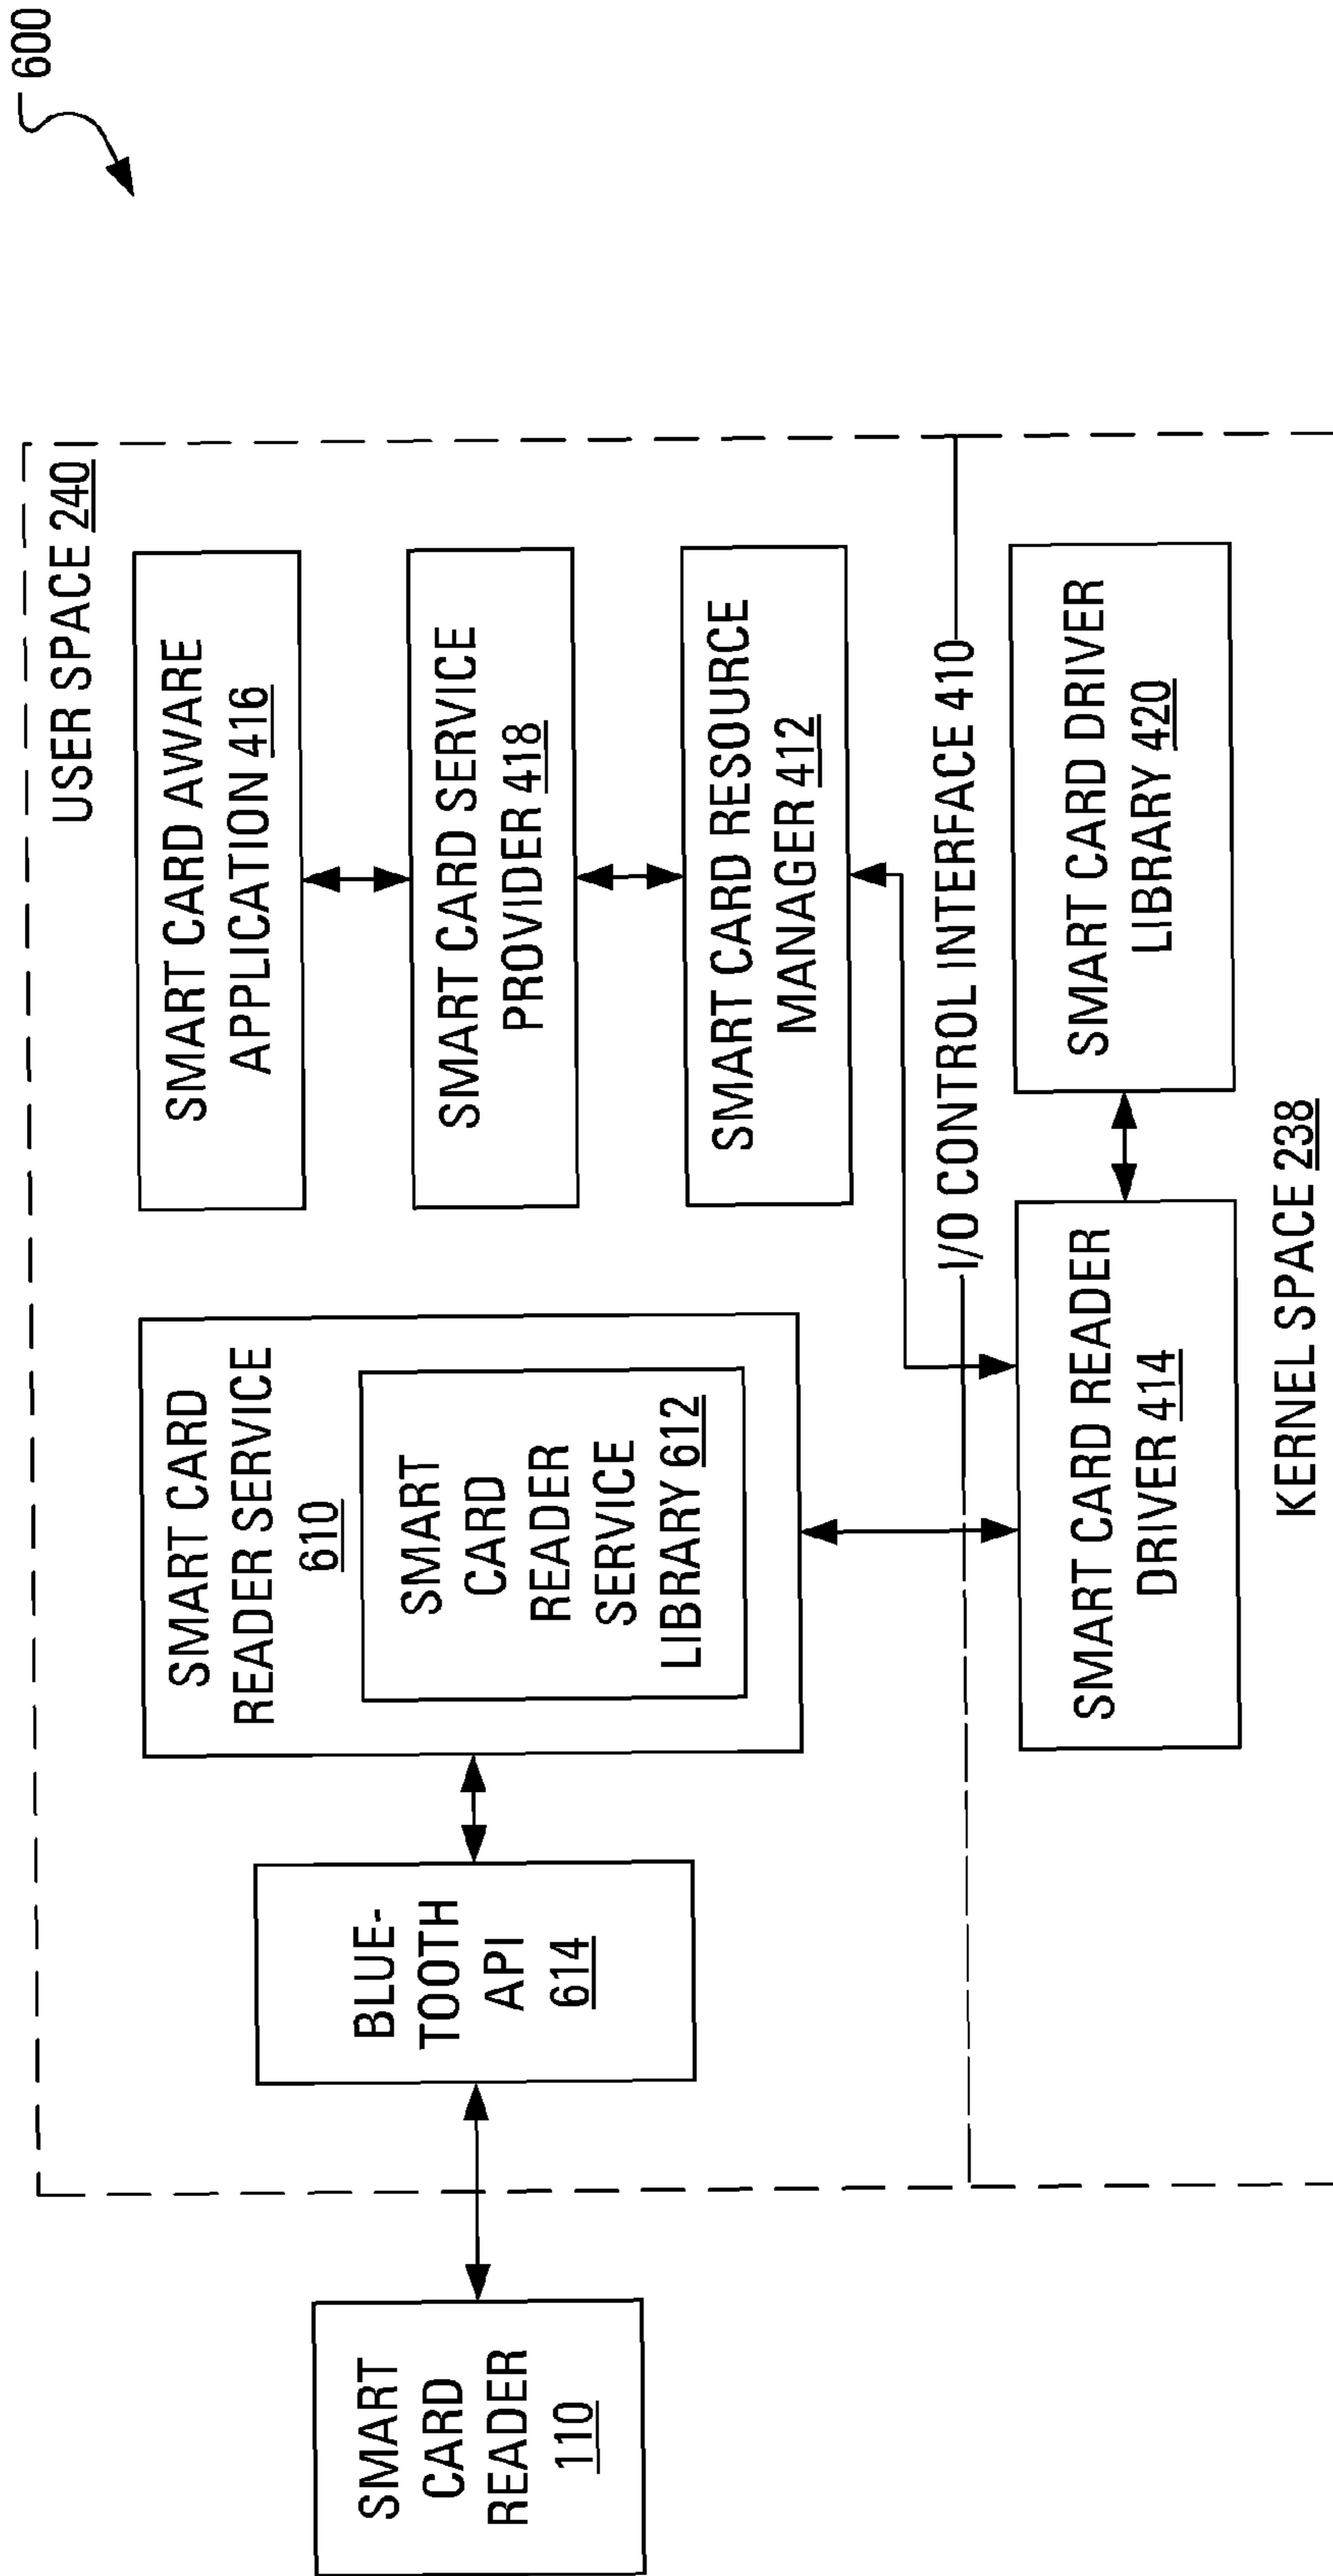 600
USER SPACE 240
SMART CARD AWARE
APPLICATION 416
SMART CARD SERVICE
PROVIDER 418
SMART CARD RESOURCE
MANAGER 412
SMART CARD
READER SERVICE
610
SMART
CARD
READER
SERVICE
LIBRARY 612
BLUE-
TOOTH
API
614
SMART
CARD
READER
110
I/O CONTROL INTERFACE 410
SMART CARD READER
DRIVER 414
SMART CARD DRIVER
LIBRARY 420
KERNEL SPACE 238